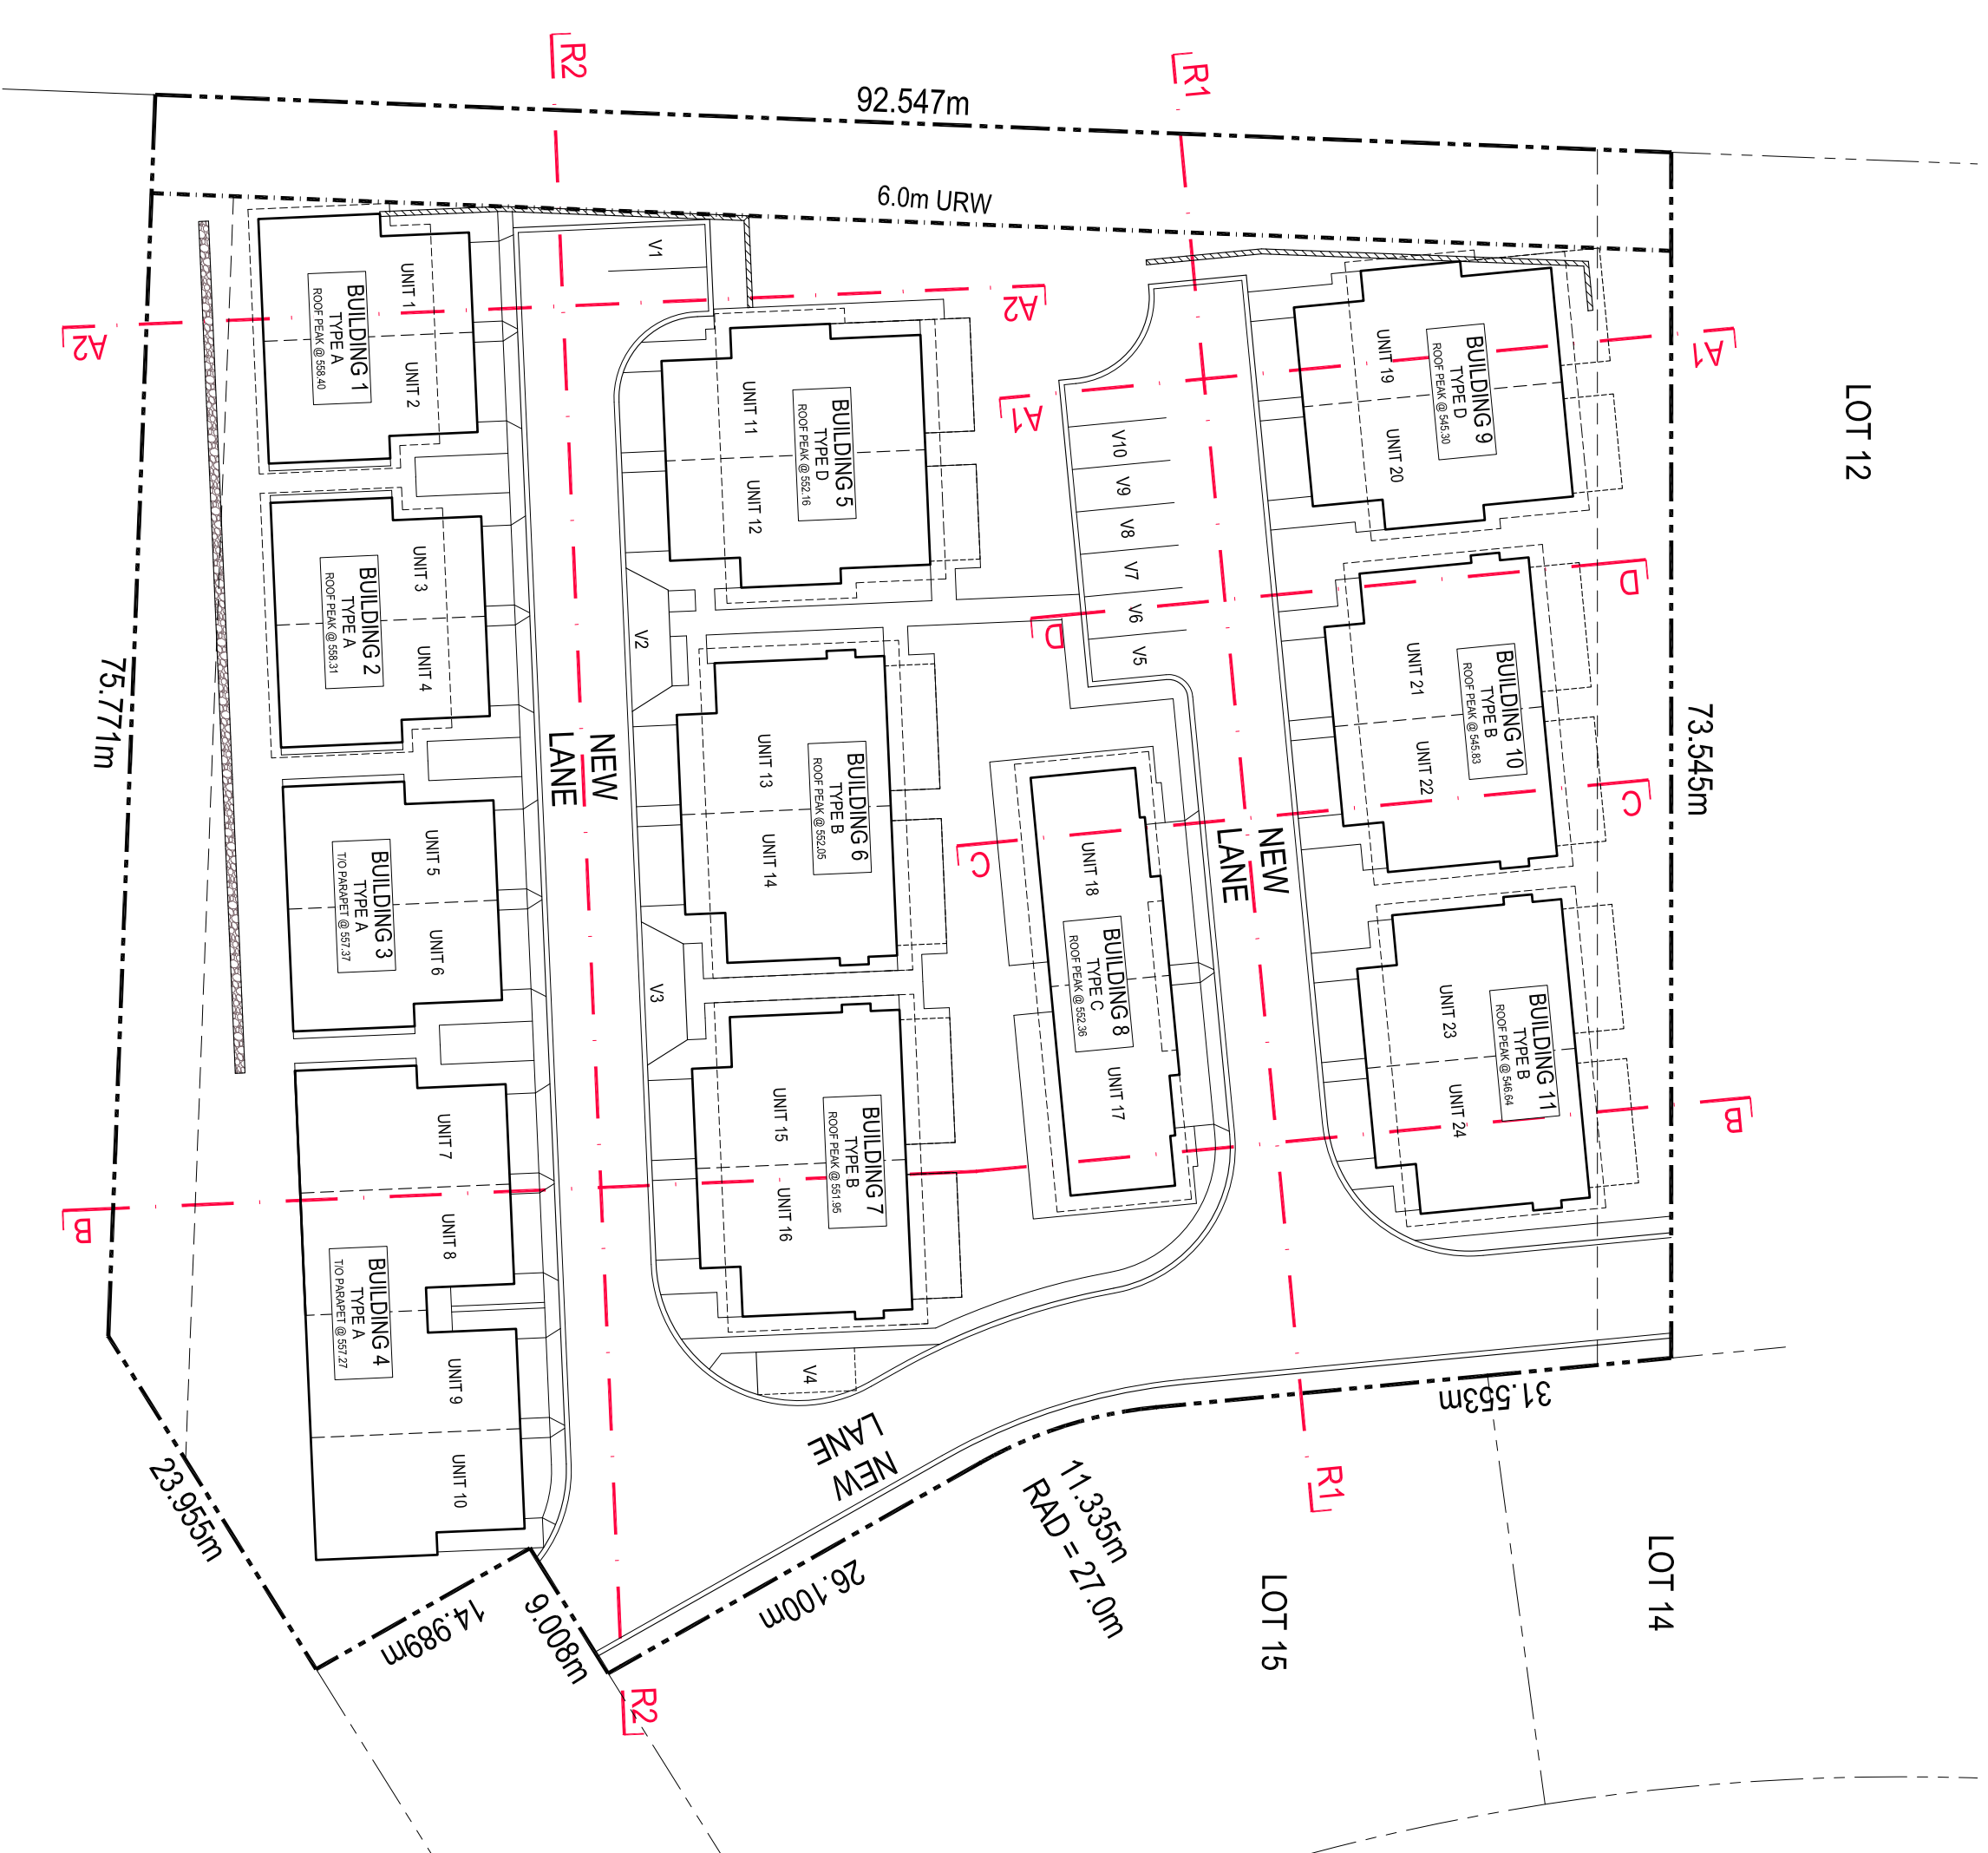 R2
R1
92.547m
6.0m URW
V1
A2
A2
A1
A1
LOT 12
UNIT 1
BUILDING 1
TYPE A
ROOF PEAK @ 558.40
UNIT 2
UNIT 3
BUILDING 2
TYPE A
ROOF PEAK @ 558.31
UNIT 4
UNIT 5
BUILDING 3
TYPE A
T/O PARAPET @ 557.37
UNIT 6
UNIT 7
UNIT 8
BUILDING 4
TYPE A
T/O PARAPET @ 557.27
UNIT 9
UNIT 10
UNIT 11
BUILDING 5
TYPE D
ROOF PEAK @ 552.16
UNIT 12
V2
UNIT 13
BUILDING 6
TYPE B
ROOF PEAK @ 552.05
UNIT 14
V3
UNIT 15
BUILDING 7
TYPE B
ROOF PEAK @ 551.95
UNIT 16
V4
V10
V9
V8
V7
V6
V5
UNIT 18
BUILDING 8
TYPE C
ROOF PEAK @ 552.36
UNIT 17
UNIT 19
BUILDING 9
TYPE D
ROOF PEAK @ 545.30
UNIT 20
UNIT 21
BUILDING 10
TYPE B
ROOF PEAK @ 545.83
UNIT 22
UNIT 23
BUILDING 11
TYPE B
ROOF PEAK @ 546.64
UNIT 24
D
D
C
C
B
B
NEW
LANE
NEW
LANE
NEW
LANE
75.771m
73.545m
23.955m
14.989m
9.008m
26.100m
11.335m
RAD = 27.0m
31.553m
R1
R2
LOT 15
LOT 14